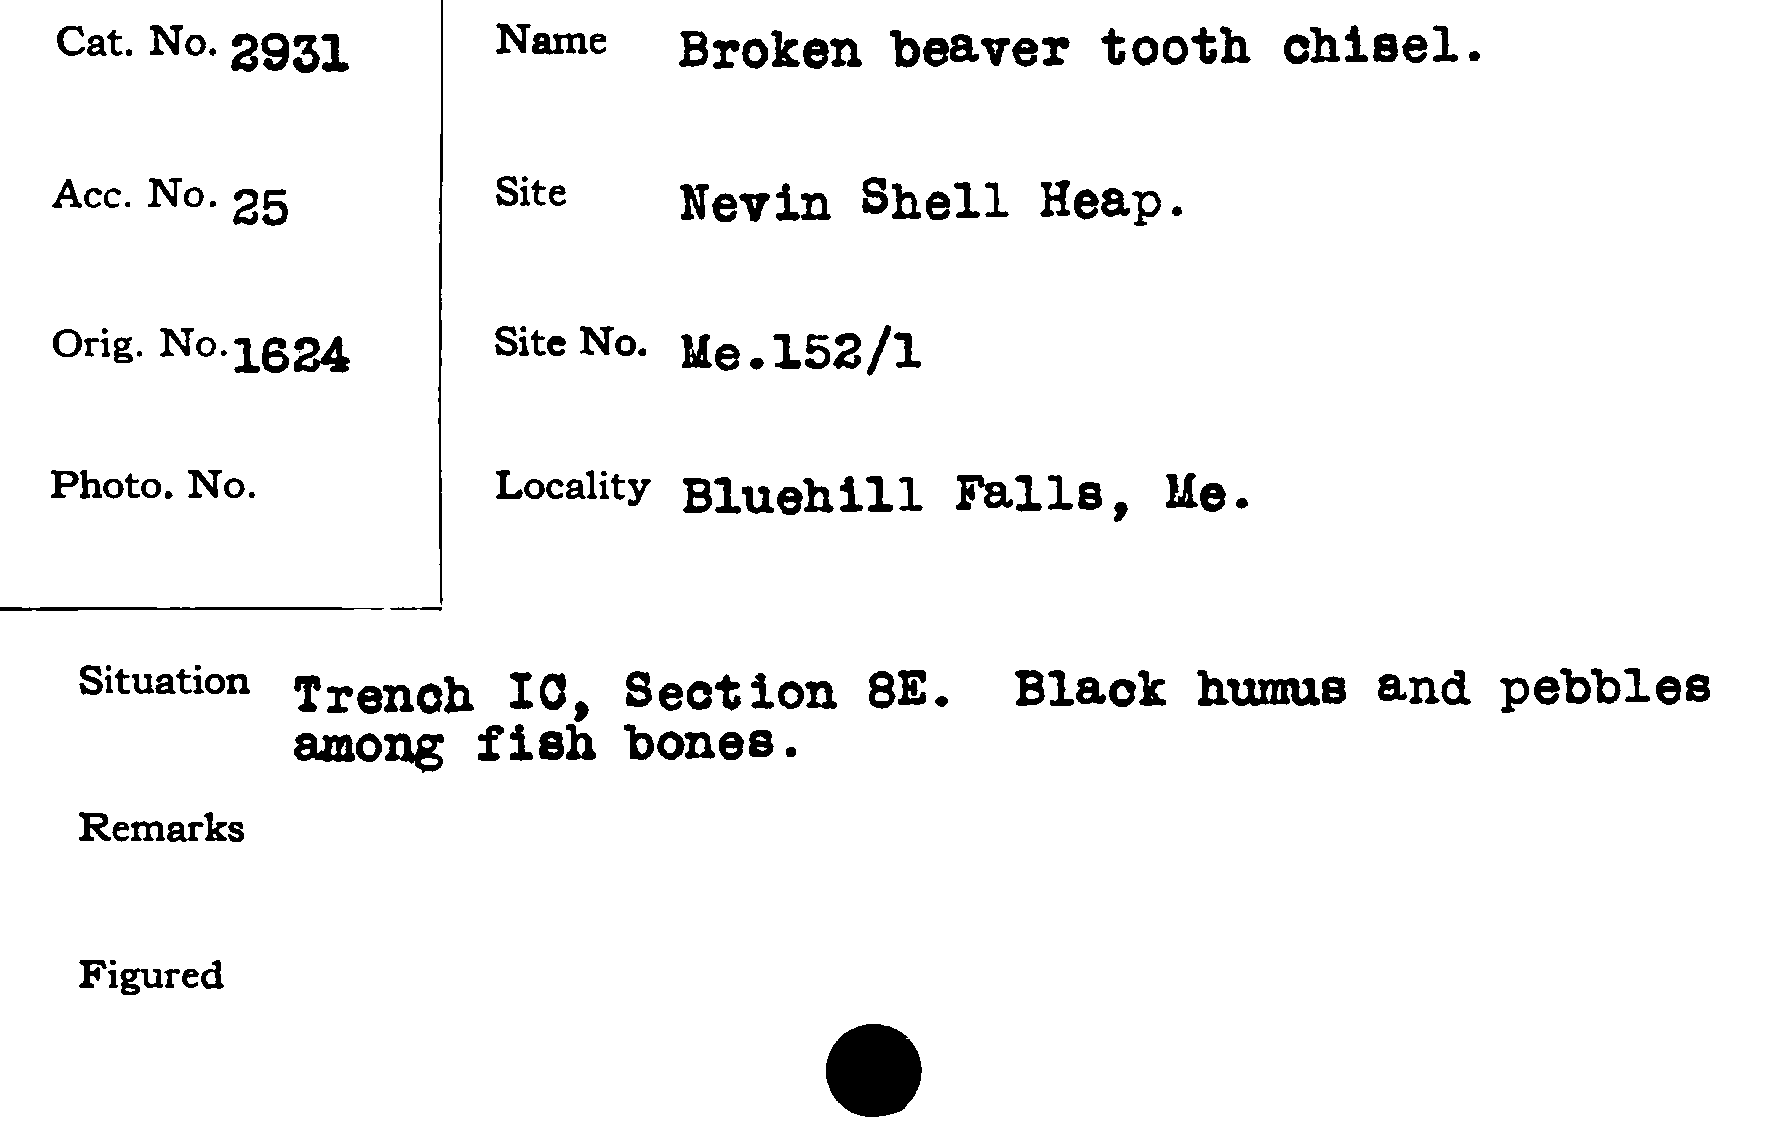 Cat. No. 2931
Acc. No. 25
Orig. No. 1624
Photo. No.
Name Broken beaver tooth chisel.
Site Nevin Shell Heap.
Site No. Me.152/1
Locality Bluehill Falls, Me.
Situation Trench IC, Section 8E. Black humus and pebbles
among fish bones.
Remarks
Figured